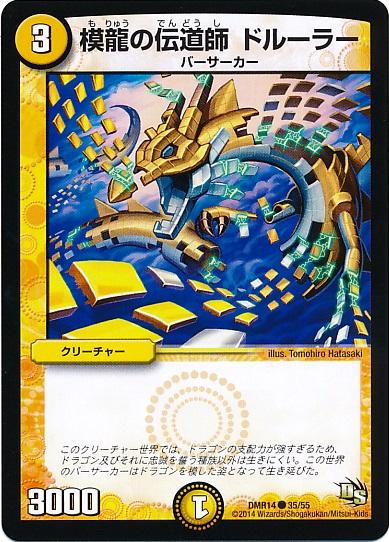 3
も りゅう でんどう し
模龍の伝道師 ドルーラー
バーサーカー
クリーチャー
illus. Tomohiro Hatasaki
このクリーチャー世界では、ドラゴンの支配力が強すぎるため、
ドラゴン及びそれに忠誠を誓う種族以外は生きにくい。この世界
のバーサーカーはドラゴンを模した姿となって生き延びた。
3000
1
DS
DMR14 ● 35/55
©2014 Wizards/Shogakukan/Mitsui-Kids